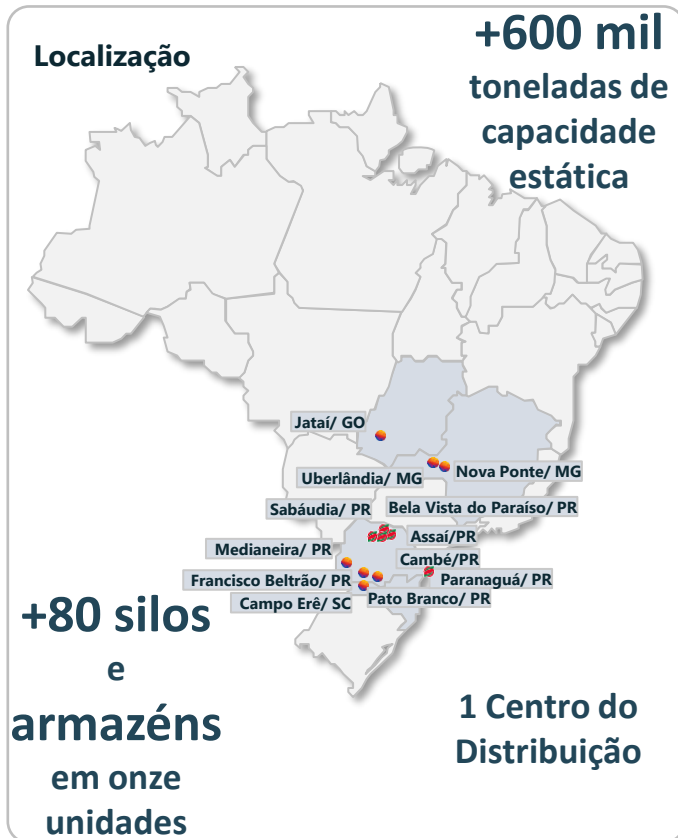 Localização
+600 mil
toneladas de
capacidade
estática
Jataí/ GO
Uberlândia/ MG
Nova Ponte/ MG
Sabáudia/ PR
Bela Vista do Paraíso/ PR
Assaí/PR
Medianeira/ PR
Cambé/PR
Francisco Beltrão/ PR
Paranaguá/ PR
Campo Erê/ SC
Pato Branco/ PR
+80 silos
e
armazéns
em onze
unidades
1 Centro do
Distribuição